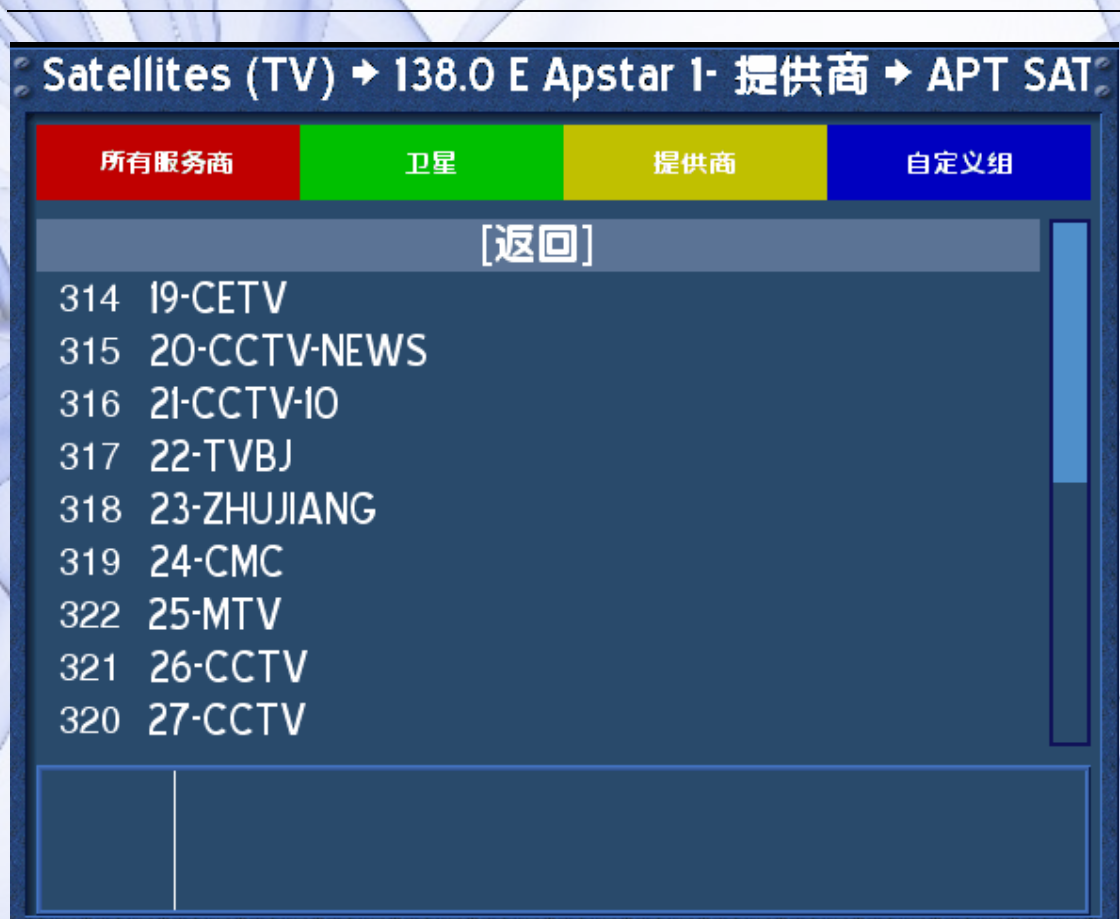 Satellites (TV) ➜ 138.0 E Apstar 1- 提供商 ➜ APT SAT
所有服务商 卫星 提供商 自定义组
[返回]
314 19-CETV
315 20-CCTV-NEWS
316 21-CCTV-10
317 22-TVBJ
318 23-ZHUJIANG
319 24-CMC
322 25-MTV
321 26-CCTV
320 27-CCTV